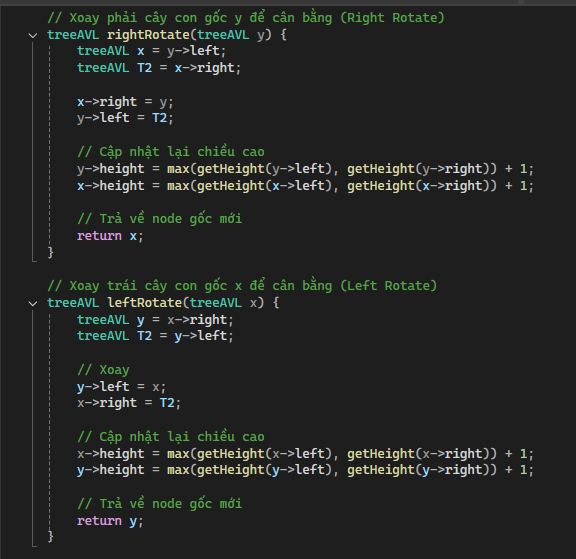 // Xoay phải cây con gốc y để cân bằng (Right Rotate)
treeAVL rightRotate(treeAVL y) {
    treeAVL x = y->left;
    treeAVL T2 = x->right;

    x->right = y;
    y->left = T2;

    // Cập nhật lại chiều cao
    y->height = max(getHeight(y->left), getHeight(y->right)) + 1;
    x->height = max(getHeight(x->left), getHeight(x->right)) + 1;

    // Trả về node gốc mới
    return x;
}

// Xoay trái cây con gốc x để cân bằng (Left Rotate)
treeAVL leftRotate(treeAVL x) {
    treeAVL y = x->right;
    treeAVL T2 = y->left;

    // Xoay
    y->left = x;
    x->right = T2;

    // Cập nhật lại chiều cao
    x->height = max(getHeight(x->left), getHeight(x->right)) + 1;
    y->height = max(getHeight(y->left), getHeight(y->right)) + 1;

    // Trả về node gốc mới
    return y;
}